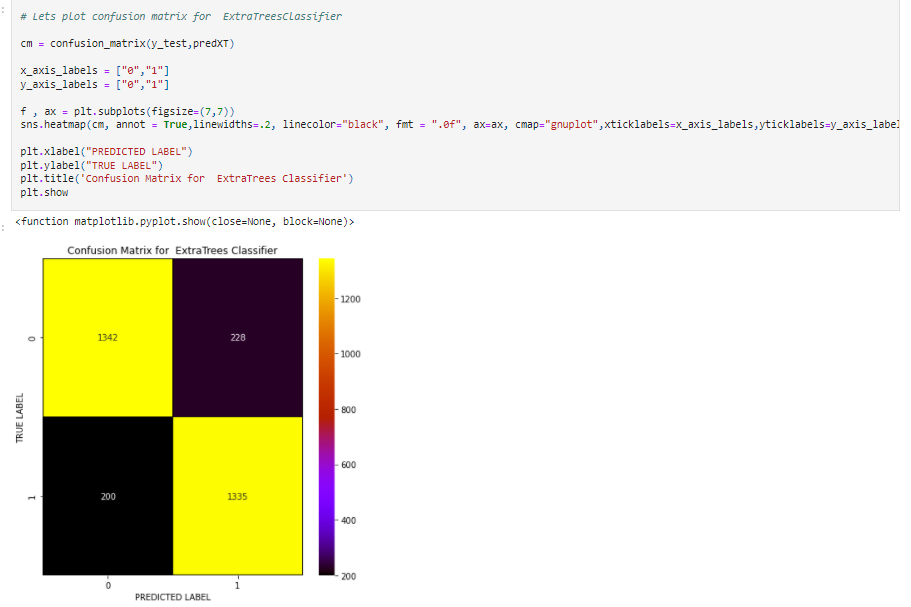 :
# Lets plot confusion matrix for  ExtraTreesClassifier
cm = confusion_matrix(y_test,predXT)
x_axis_labels = ["0","1"]
y_axis_labels = ["0","1"]
f , ax = plt.subplots(figsize=(7,7))
sns.heatmap(cm, annot = True,linewidths=.2, linecolor="black", fmt = ".0f", ax=ax, cmap="gnuplot",xticklabels=x_axis_labels,yticklabels=y_axis_label
plt.xlabel("PREDICTED LABEL")
plt.ylabel("TRUE LABEL")
plt.title('Confusion Matrix for  ExtraTrees Classifier')
plt.show
<function matplotlib.pyplot.show(close=None, block=None)>
:
Confusion Matrix for  ExtraTrees Classifier
1342
228
200
1335
0
1
TRUE LABEL
0
1
PREDICTED LABEL
1200
1000
800
600
400
200